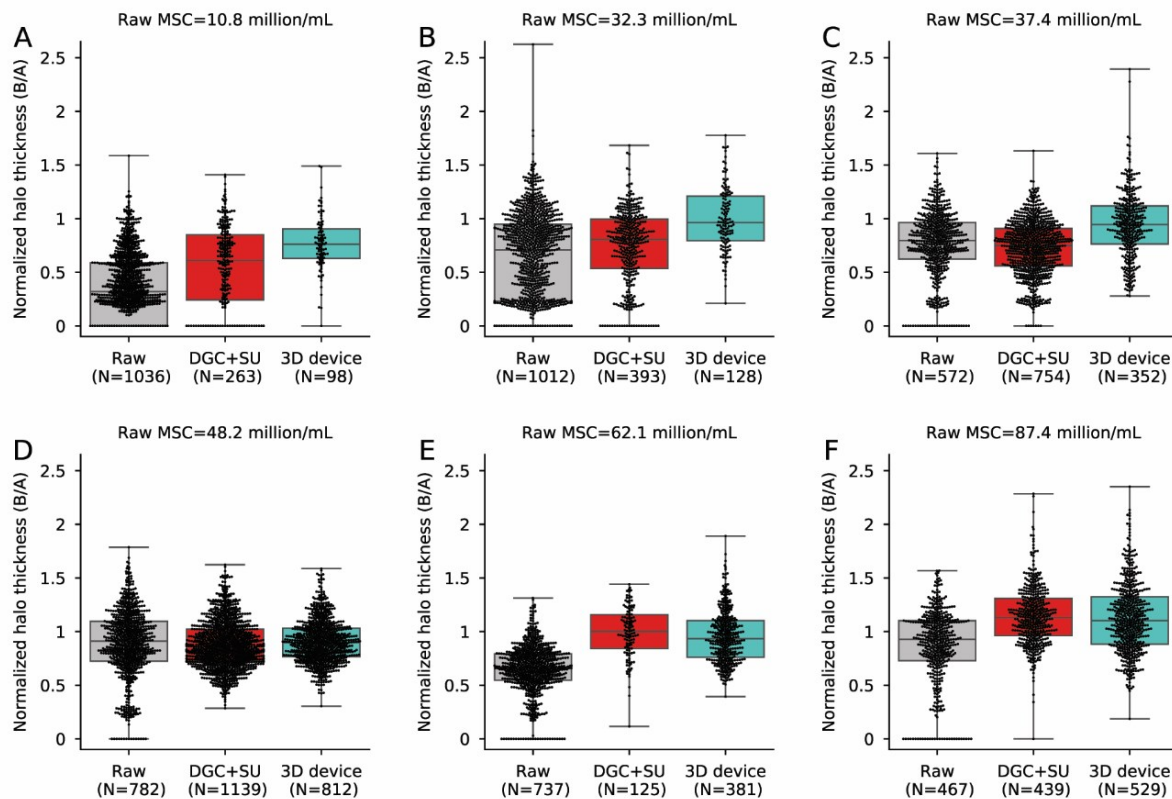 A
Raw MSC=10.8 million/mL
Normalized halo thickness (B/A)
2.5
2
1.5
1
0.5
0
Raw
(N=1036)
DGC+SU
(N=263)
3D device
(N=98)
B
Raw MSC=32.3 million/mL
Normalized halo thickness (B/A)
2.5
2
1.5
1
0.5
0
Raw
(N=1012)
DGC+SU
(N=393)
3D device
(N=128)
C
Raw MSC=37.4 million/mL
Normalized halo thickness (B/A)
2.5
2
1.5
1
0.5
0
Raw
(N=572)
DGC+SU
(N=754)
3D device
(N=352)
D
Raw MSC=48.2 million/mL
Normalized halo thickness (B/A)
2.5
2
1.5
1
0.5
0
Raw
(N=782)
DGC+SU
(N=1139)
3D device
(N=812)
E
Raw MSC=62.1 million/mL
Normalized halo thickness (B/A)
2.5
2
1.5
1
0.5
0
Raw
(N=737)
DGC+SU
(N=125)
3D device
(N=381)
F
Raw MSC=87.4 million/mL
Normalized halo thickness (B/A)
2.5
2
1.5
1
0.5
0
Raw
(N=467)
DGC+SU
(N=439)
3D device
(N=529)